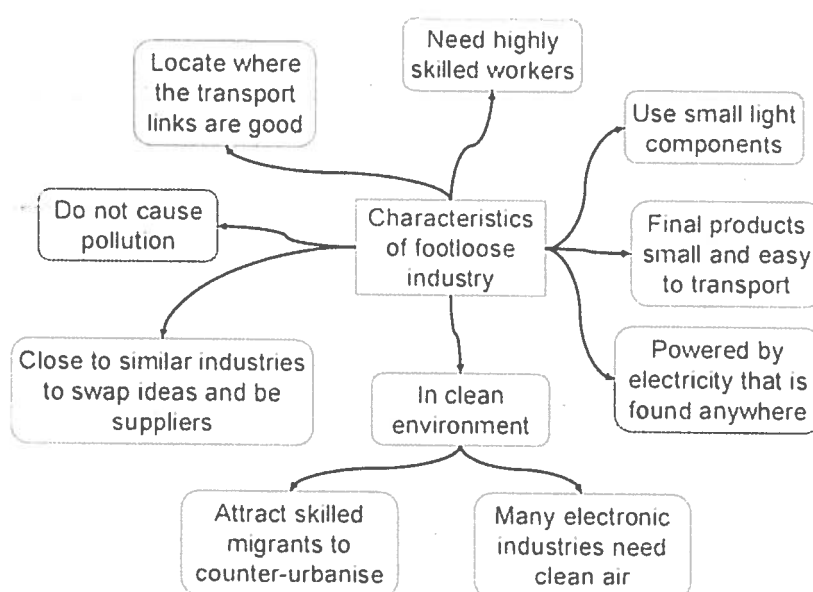 Need highly
skilled workers
Locate where
the transport
links are good
Use small light
components
Do not cause
pollution
Characteristics
of footloose
industry
Final products
small and easy
to transport
Close to similar industries
to swap ideas and be
suppliers
In clean
environment
Powered by
electricity that is
found anywhere
Attract skilled
migrants to
counter-urbanise
Many electronic
industries need
clean air